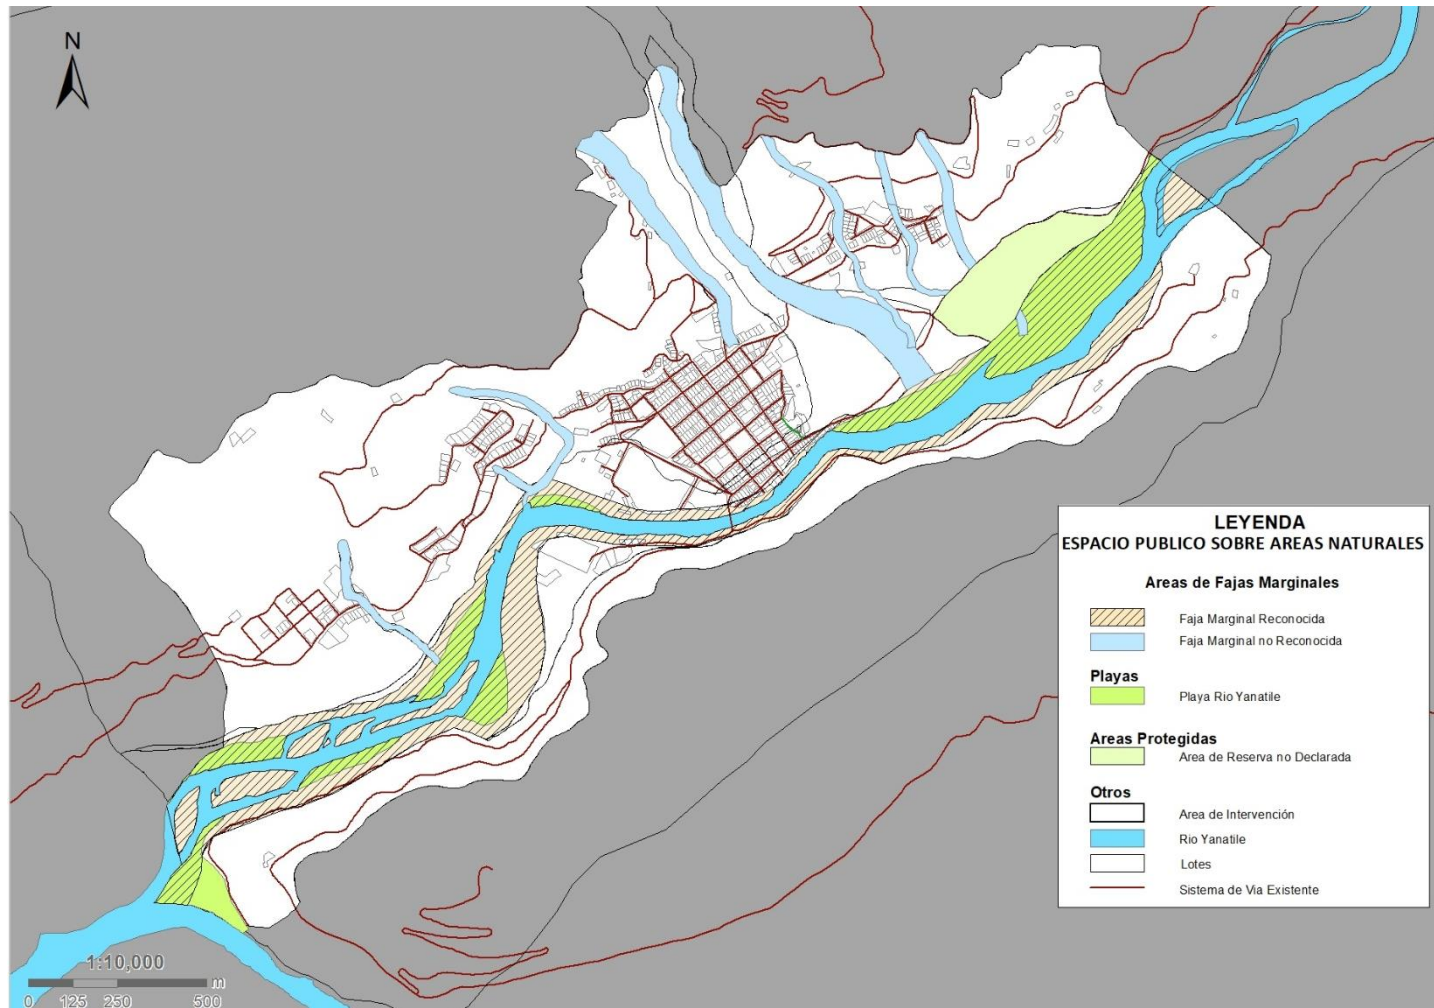 N
LEYENDA
ESPACIO PUBLICO SOBRE AREAS NATURALES
Areas de Fajas Marginales
Faja Marginal Reconocida
Faja Marginal no Reconocida
Playas
Playa Rio Yanatile
Areas Protegidas
Area de Reserva no Declarada
Otros
Area de Intervención
Rio Yanatile
Lotes
Sistema de Via Existente
1:10,000
m
0 125 250 500